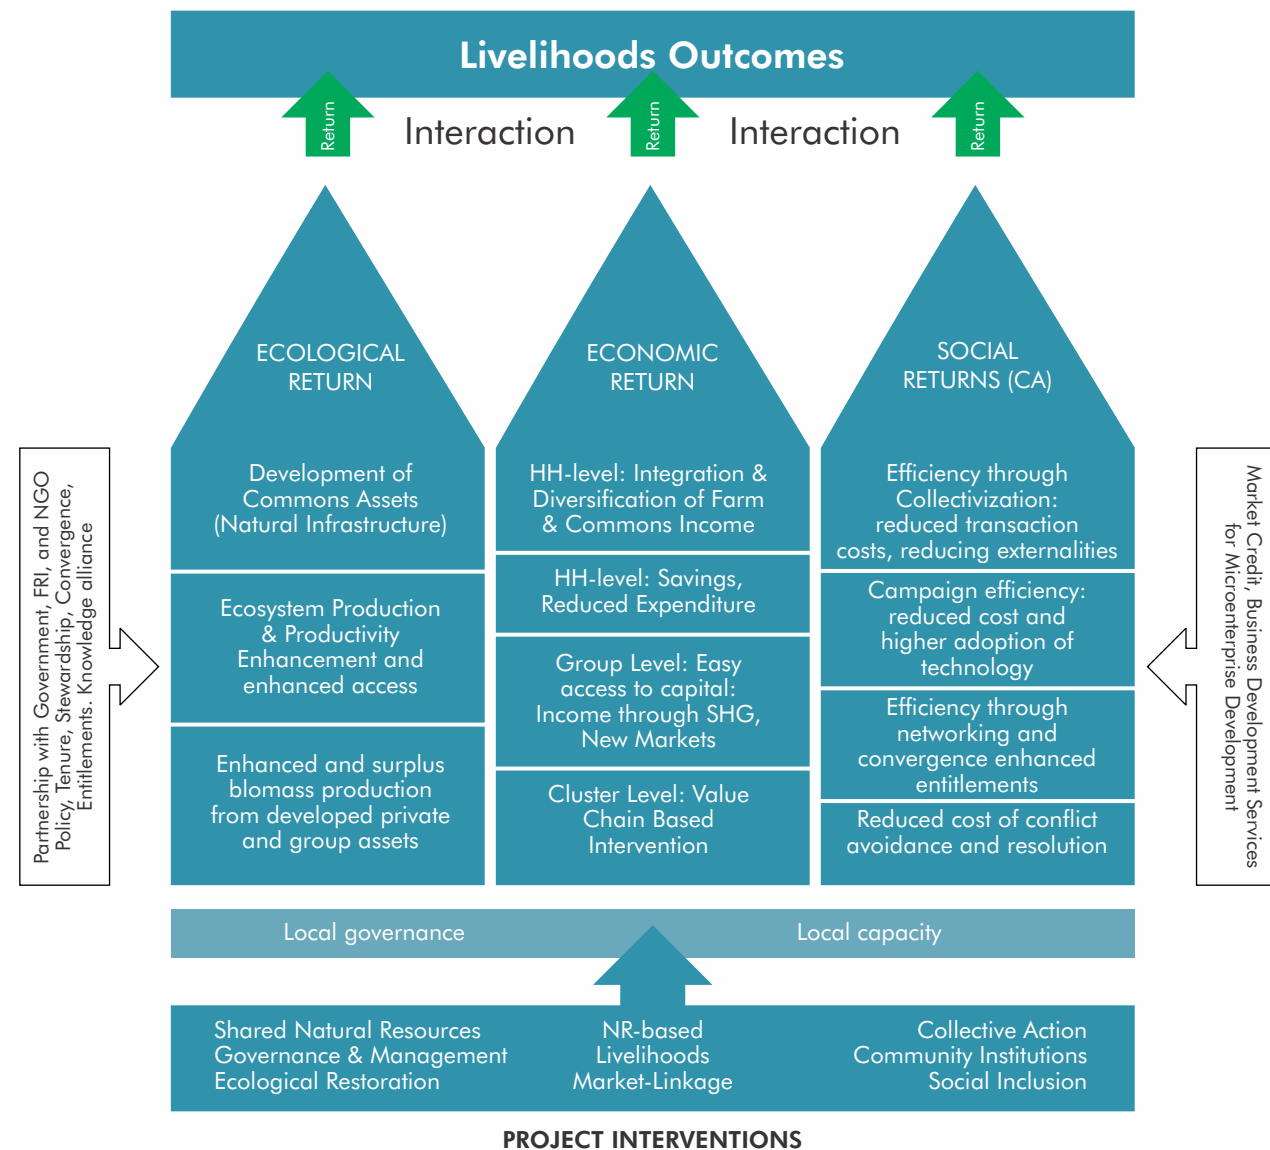 Livelihoods Outcomes
Return
Interaction
Return
Interaction
Return
ECOLOGICAL
RETURN
Development of
Commons Assets
(Natural Infrastructure)
Ecosystem Production
& Productivity
Enhancement and
enhanced access
Enhanced and surplus
biomass production
from developed private
and group assets
ECONOMIC
RETURN
HH-level: Integration &
Diversification of Farm
& Commons Income
HH-level: Savings,
Reduced Expenditure
Group Level: Easy
access to capital:
Income through SHG,
New Markets
Cluster Level: Value
Chain Based
Intervention
SOCIAL
RETURNS (CA)
Efficiency through
Collectivization:
reduced transaction
costs, reducing externalities
Campaign efficiency:
reduced cost and
higher adoption of
technology
Efficiency through
networking and
convergence enhanced
entitlements
Reduced cost of conflict
avoidance and resolution
Partnership with Government, FRI, and NGO
Policy, Tenure, Stewardship, Convergence,
Entitlements. Knowledge alliance
Market Credit, Business Development Services
for Microenterprise Development
Local governance
Local capacity
Shared Natural Resources
Governance & Management
Ecological Restoration
NR-based
Livelihoods
Market-Linkage
Collective Action
Community Institutions
Social Inclusion
PROJECT INTERVENTIONS